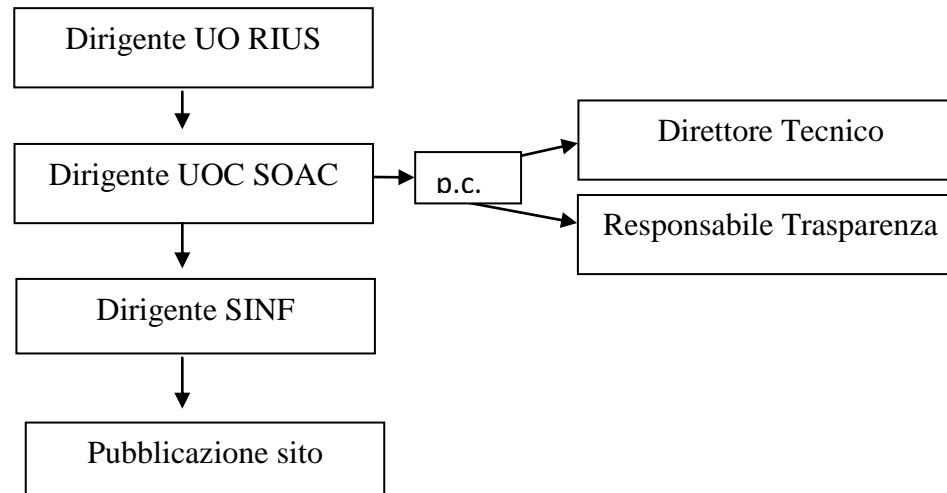 Dirigente UO RIUS
Dirigente UOC SOAC
p.c.
Direttore Tecnico
Responsabile Trasparenza
Dirigente SINF
Pubblicazione sito